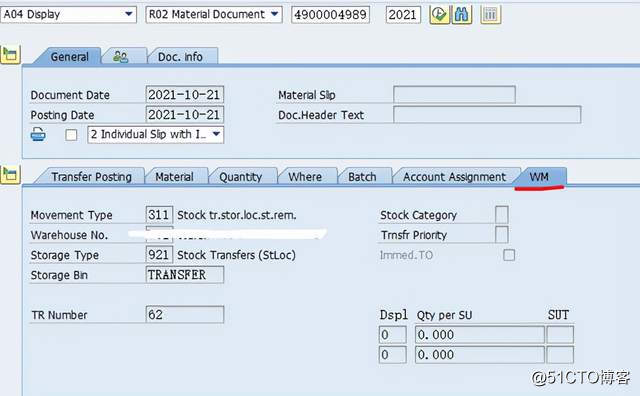 A04 Display R02 Material Document 4900004989 2021
General Doc. info
Document Date 2021-10-21 Material Slip
Posting Date 2021-10-21 Doc.Header Text
2 Individual Slip with I...
Transfer Posting Material Quantity Where Batch Account Assignment WM
Movement Type 311 Stock tr.stor.loc.st.rem. Stock Category
Warehouse No. Trnsfr Priority
Storage Type 921 Stock Transfers (StLoc) Immed.TO
Storage Bin TRANSFER
TR Number 62 Dspl Qty per SU SUT
0 0.000
0 0.000
@51CTO博客